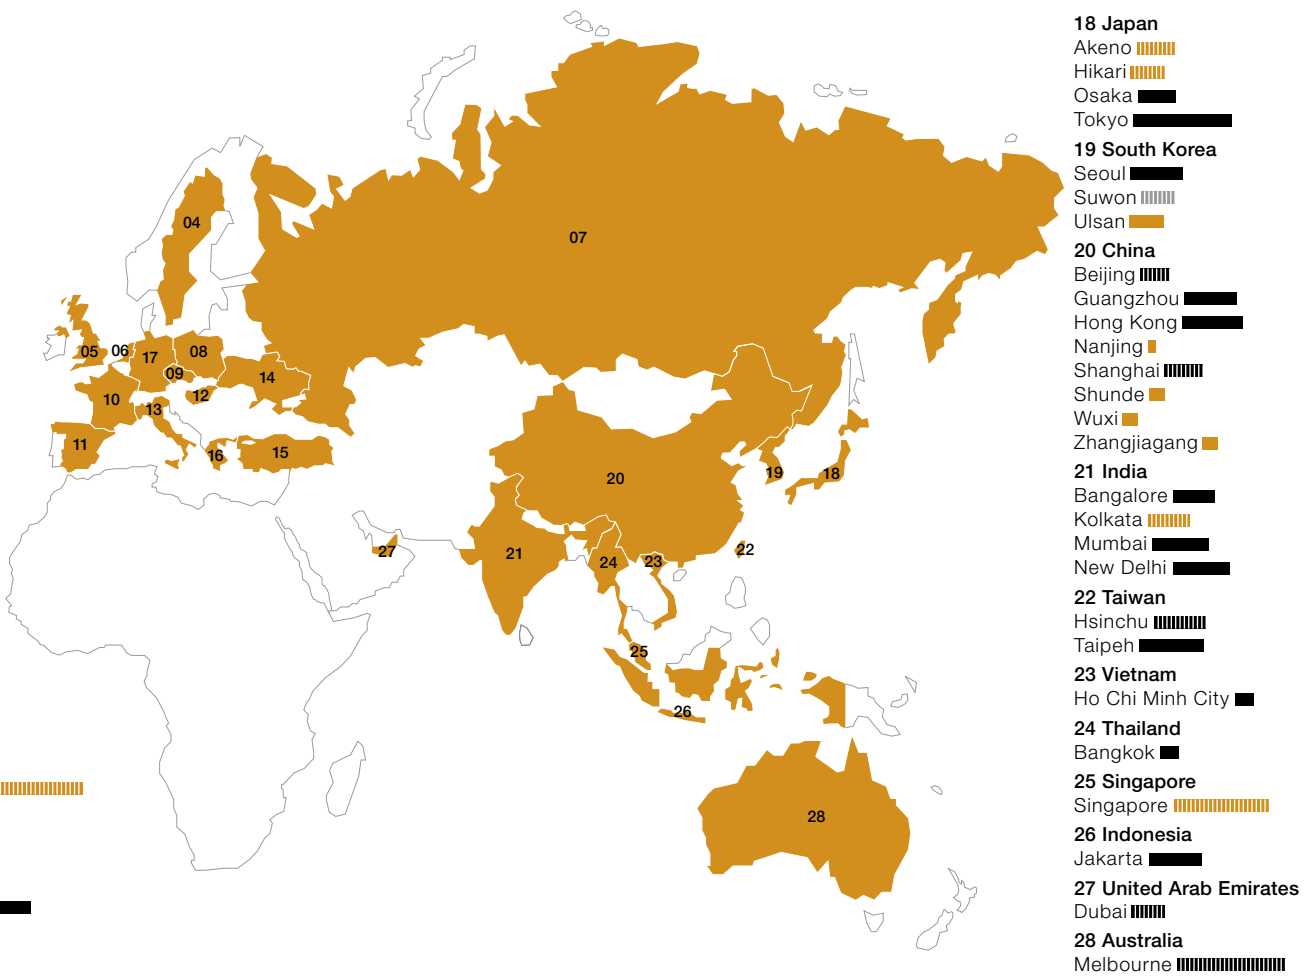 04
07
05
06
17
08
09
14
10
12
13
11
16
15
20
19
18
27
21
24
23
22
25
26
28
18 Japan
Akeno
Hikari
Osaka
Tokyo
19 South Korea
Seoul
Suwon
Ulsan
20 China
Beijing
Guangzhou
Hong Kong
Nanjing
Shanghai
Shunde
Wuxi
Zhangjiagang
21 India
Bangalore
Kolkata
Mumbai
New Delhi
22 Taiwan
Hsinchu
Taipeh
23 Vietnam
Ho Chi Minh City
24 Thailand
Bangkok
25 Singapore
Singapore
26 Indonesia
Jakarta
27 United Arab Emirates
Dubai
28 Australia
Melbourne